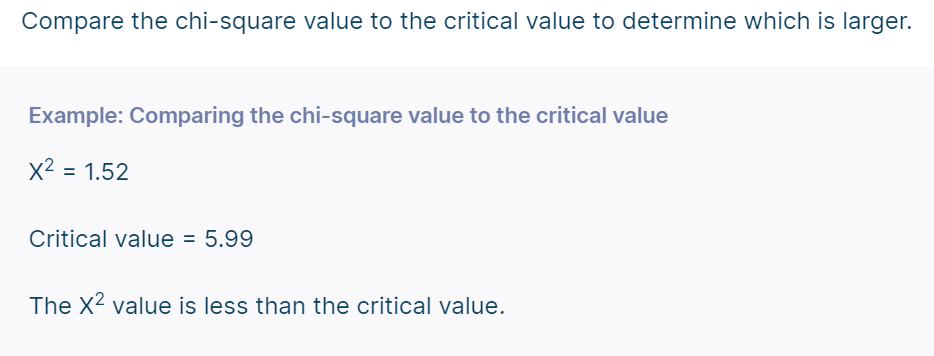 Compare the chi-square value to the critical value to determine which is larger.
Example: Comparing the chi-square value to the critical value
X² = 1.52
Critical value = 5.99
The X² value is less than the critical value.